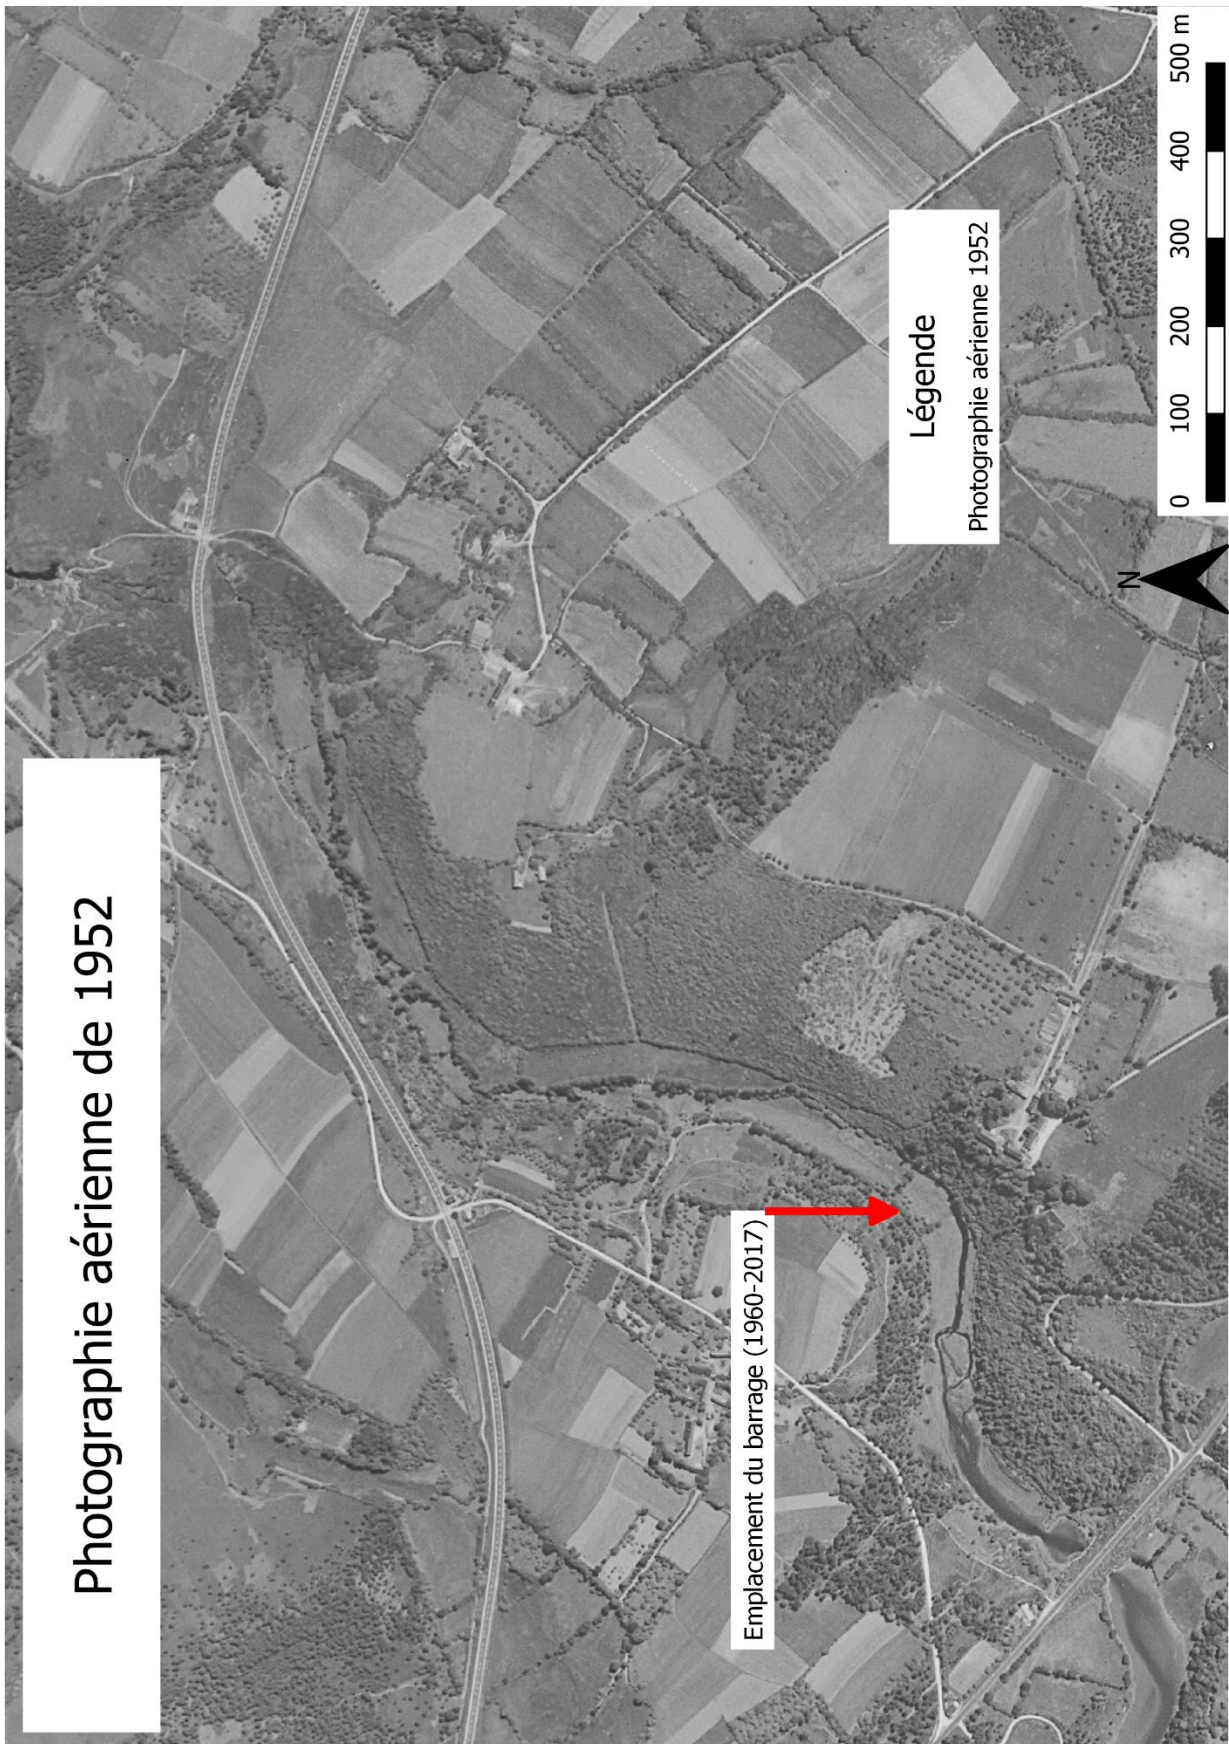 Photographie aérienne de 1952
Emplacement du barrage (1960-2017)
Légende
Photographie aérienne 1952
N
0 100 200 300 400 500 m